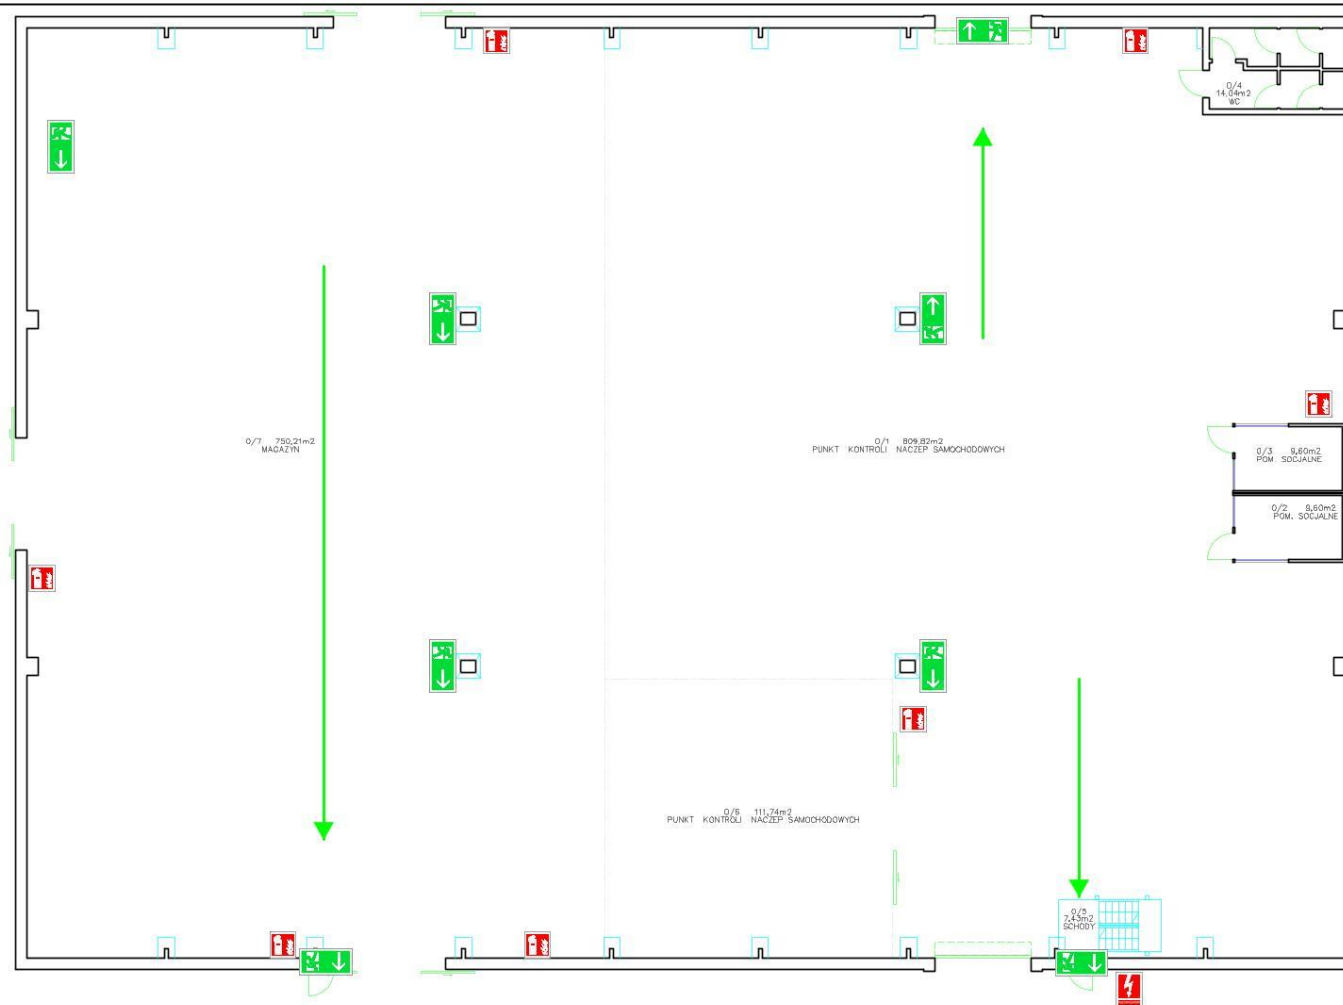 0/4
14,04m2
WC
0/7 750,21m2
MAGAZYN
0/1 809,82m2
PUNKT KONTROLI NACZEP SAMOCHODOWYCH
0/3 9,60m2
POM. SOCJALNE
0/2 9,60m2
POM. SOCJALNE
0/6 111,74m2
PUNKT KONTROLI NACZEP SAMOCHODOWYCH
0/5
7,43m2
SCHODY